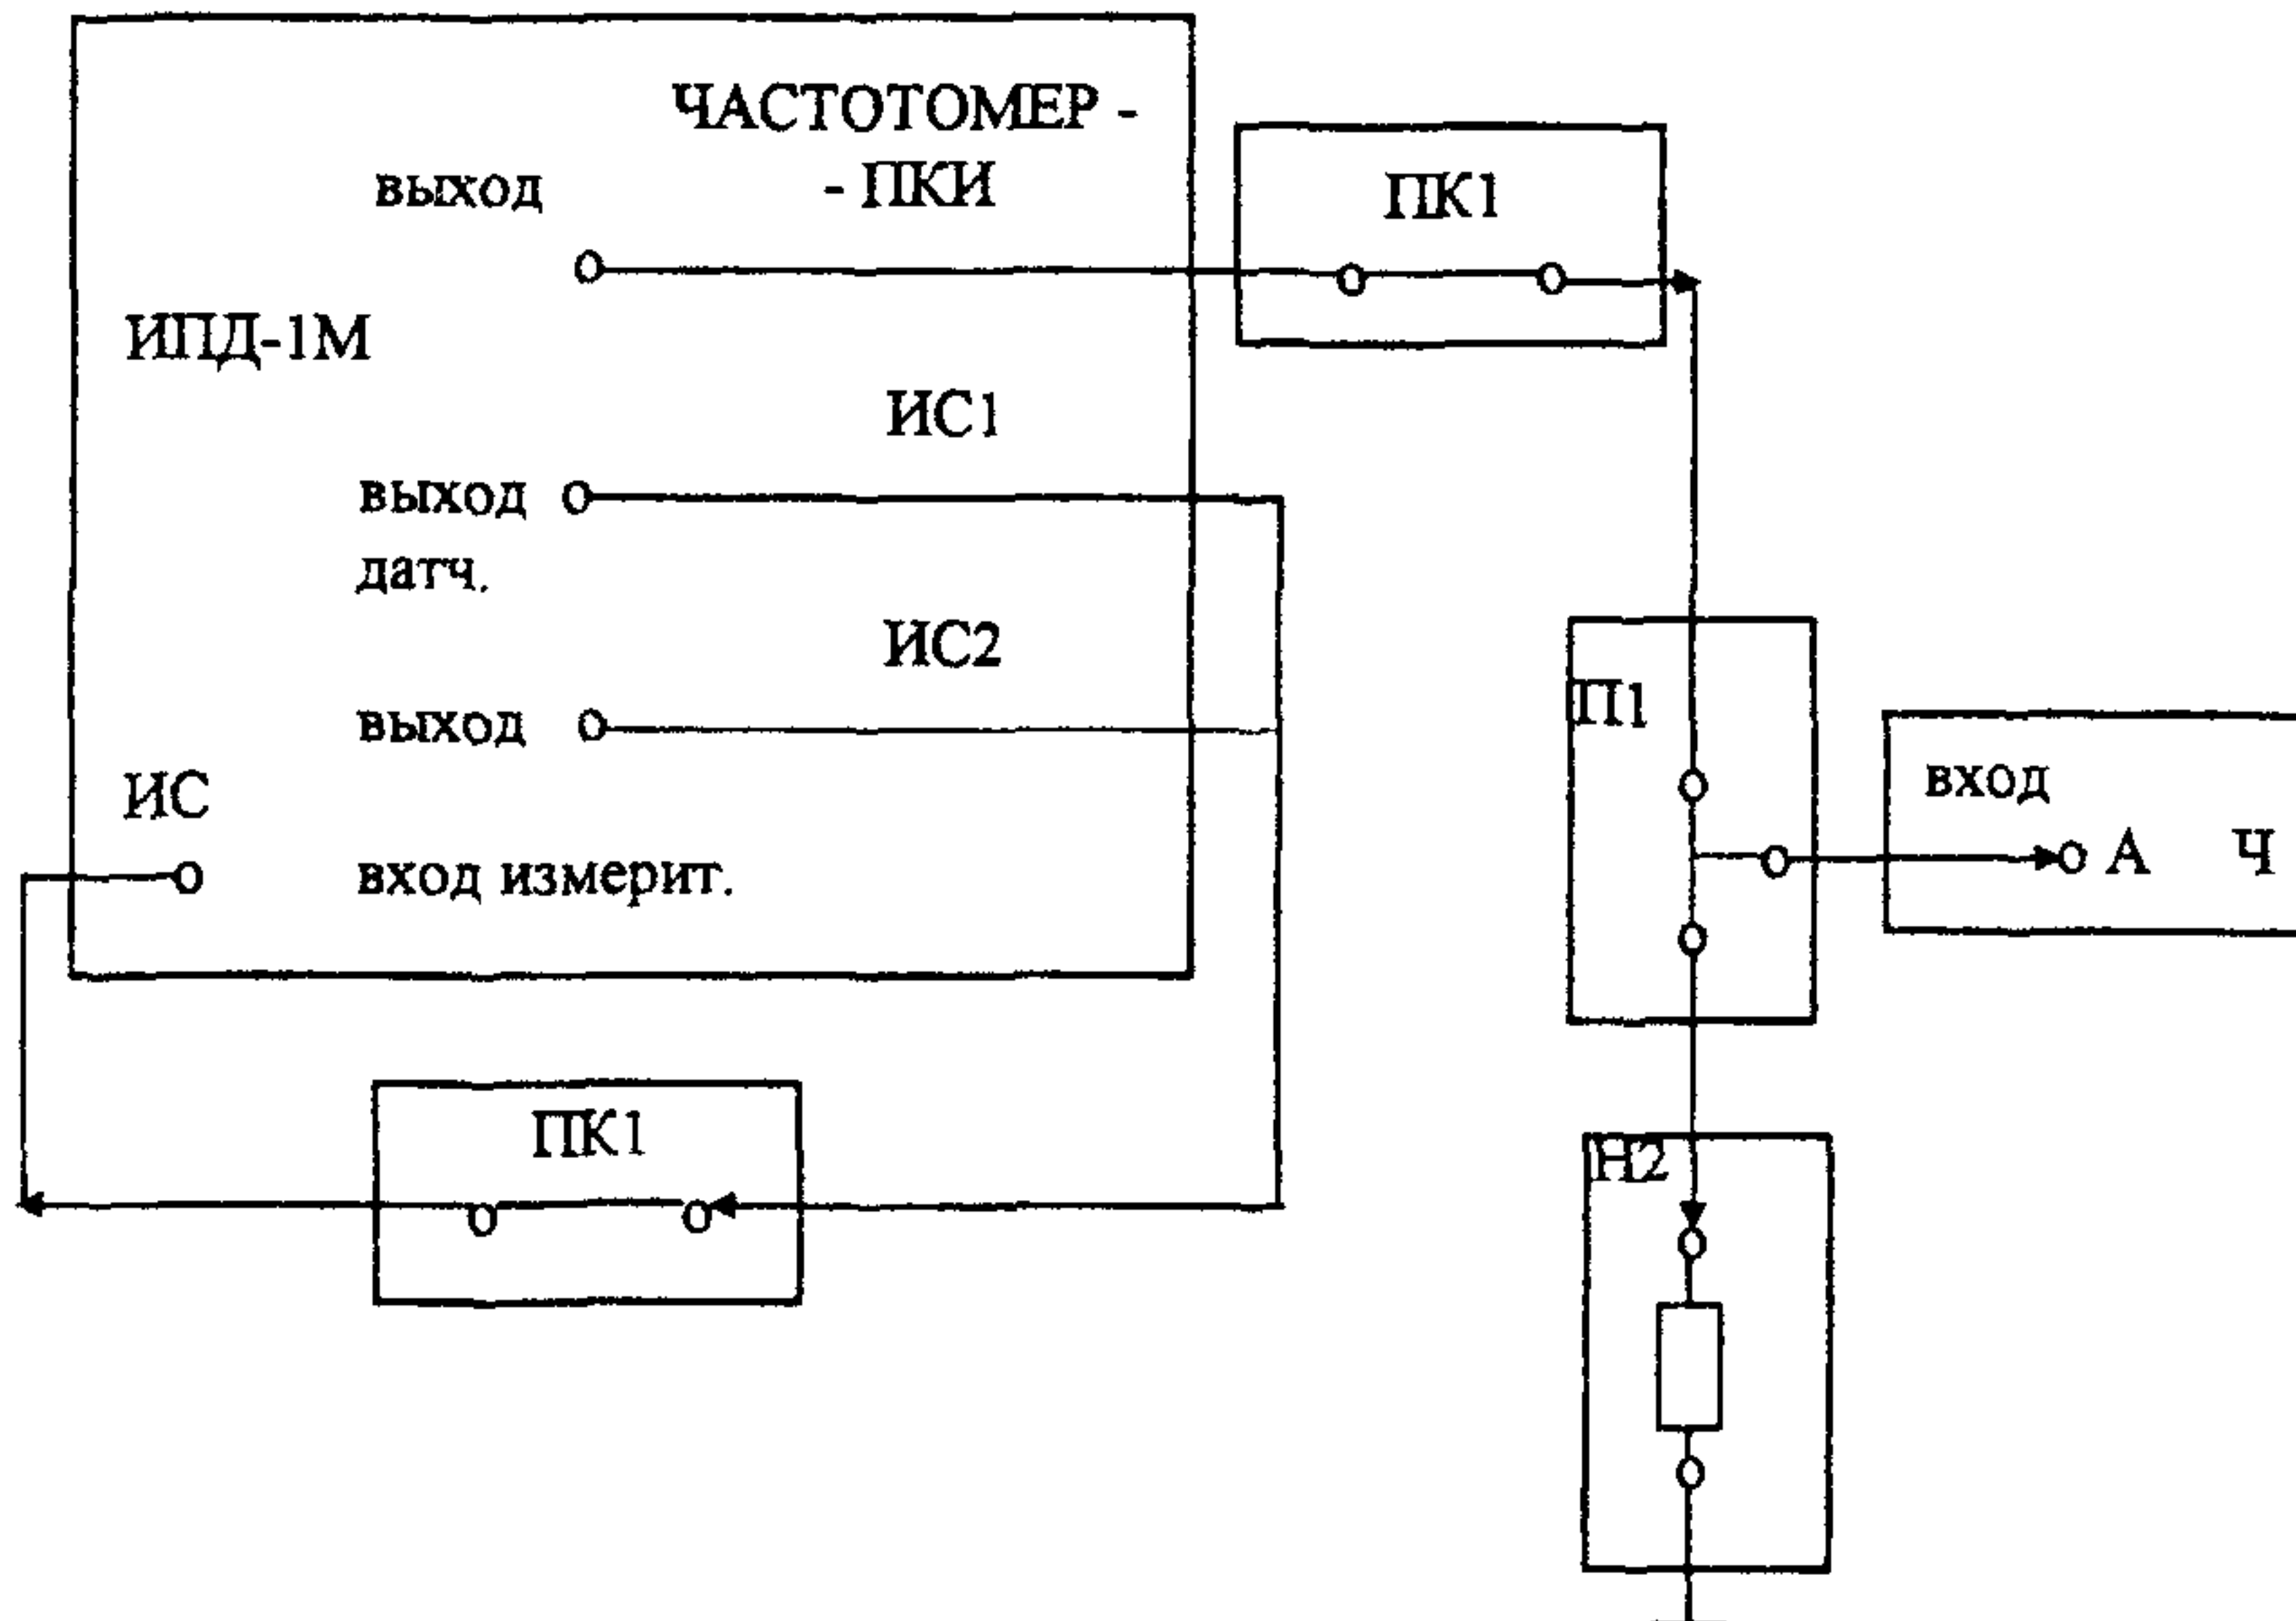 ЧАСТОТОМЕР -
выход - ПКИ
ПК1
ИПД-1М
ИС1
выход
датч.
ИС2
П1
выход
вход
ИС
А Ч
вход измерит.
ПК1
Н2